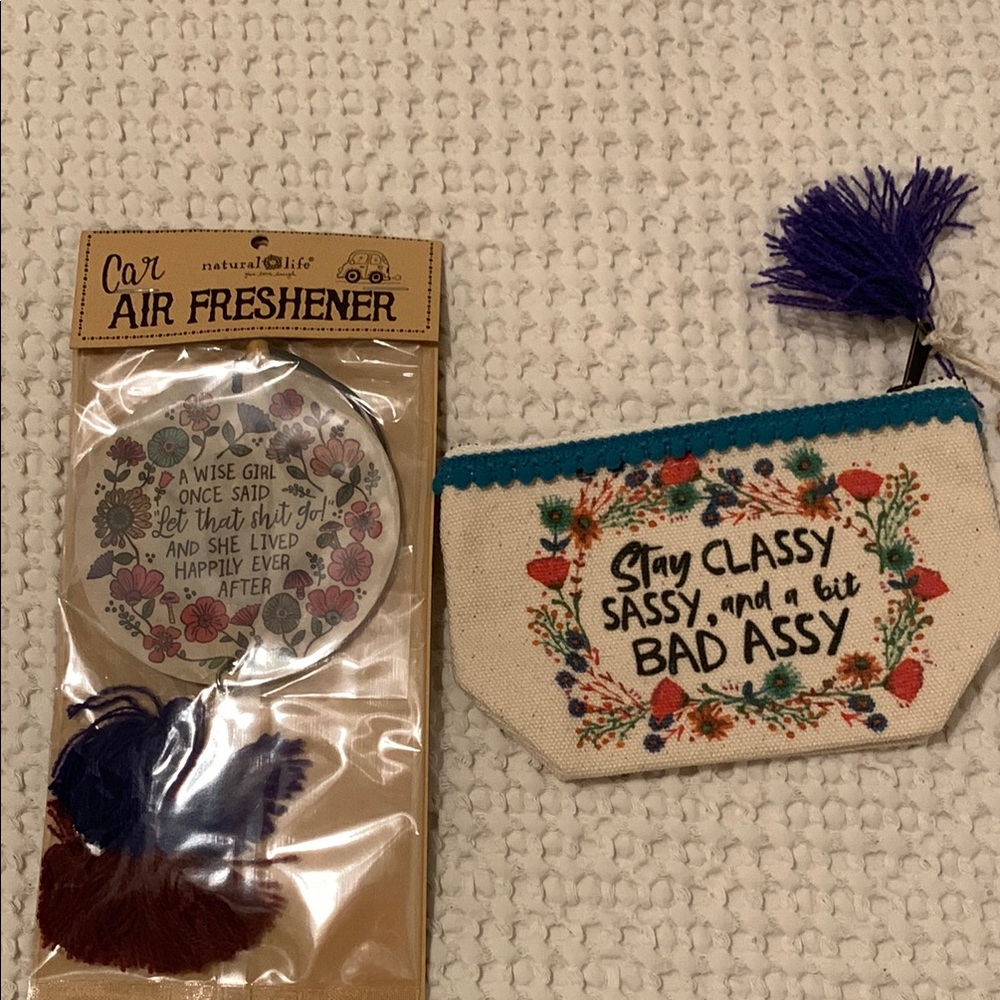 Car
natural life®
AIR FRESHENER
A WISE GIRL
ONCE SAID
"Let that shit go!"
AND SHE LIVED
HAPPILY EVER
AFTER
Stay CLASSY
SASSY, and a bit
BAD ASSY